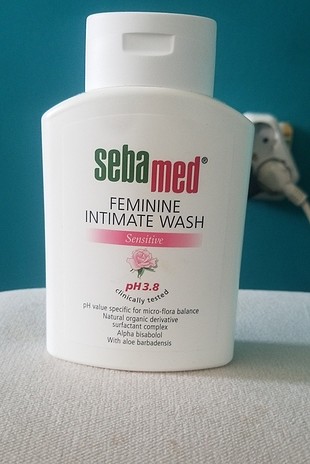 sebamed®
FEMININE
INTIMATE WASH
Sensitive
pH3.8
clinically tested
pH value specific for micro-flora balance
Natural organic derivative
surfactant complex
Alpha bisabolol
With aloe barbadensis